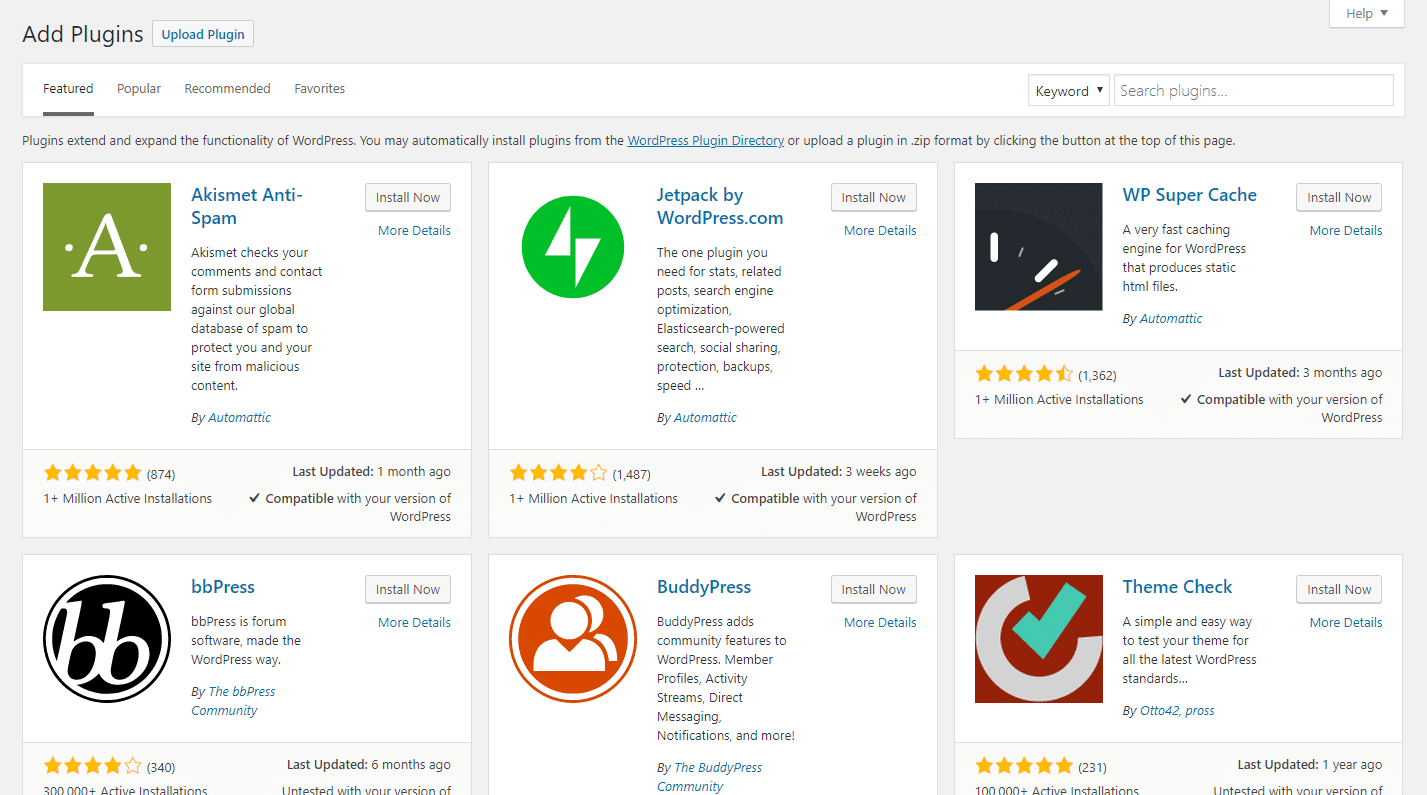 Help ▼
Add Plugins
Upload Plugin
Featured
Popular
Recommended
Favorites
Keyword ▼
Search plugins...
Plugins extend and expand the functionality of WordPress. You may automatically install plugins from the WordPress Plugin Directory or upload a plugin in .zip format by clicking the button at the top of this page.
·A·
Akismet Anti-
Spam
Install Now
More Details
Akismet checks your
comments and contact
form submissions
against our global
database of spam to
protect you and your
site from malicious
content.
By Automattic
(874)
Last Updated: 1 month ago
1+ Million Active Installations
✔ Compatible with your version of
WordPress
Jetpack by
WordPress.com
Install Now
More Details
The one plugin you
need for stats, related
posts, search engine
optimization,
Elasticsearch-powered
search, social sharing,
protection, backups,
speed ...
By Automattic
(1,487)
Last Updated: 3 weeks ago
1+ Million Active Installations
✔ Compatible with your version of
WordPress
WP Super Cache
Install Now
More Details
A very fast caching
engine for WordPress
that produces static
html files.
By Automattic
(1,362)
Last Updated: 3 months ago
1+ Million Active Installations
✔ Compatible with your version of
WordPress
bb
bbPress
Install Now
More Details
bbPress is forum
software, made the
WordPress way.
By The bbPress
Community
(340)
Last Updated: 6 months ago
300,000+ Active Installations
Untested with your version of
BuddyPress
Install Now
More Details
BuddyPress adds
community features to
WordPress. Member
Profiles, Activity
Streams, Direct
Messaging,
Notifications, and more!
By The BuddyPress
Community
Theme Check
Install Now
More Details
A simple and easy way
to test your theme for
all the latest WordPress
standards...
By Otto42, pross
(231)
Last Updated: 1 year ago
100,000+ Active Installations
Untested with your version of